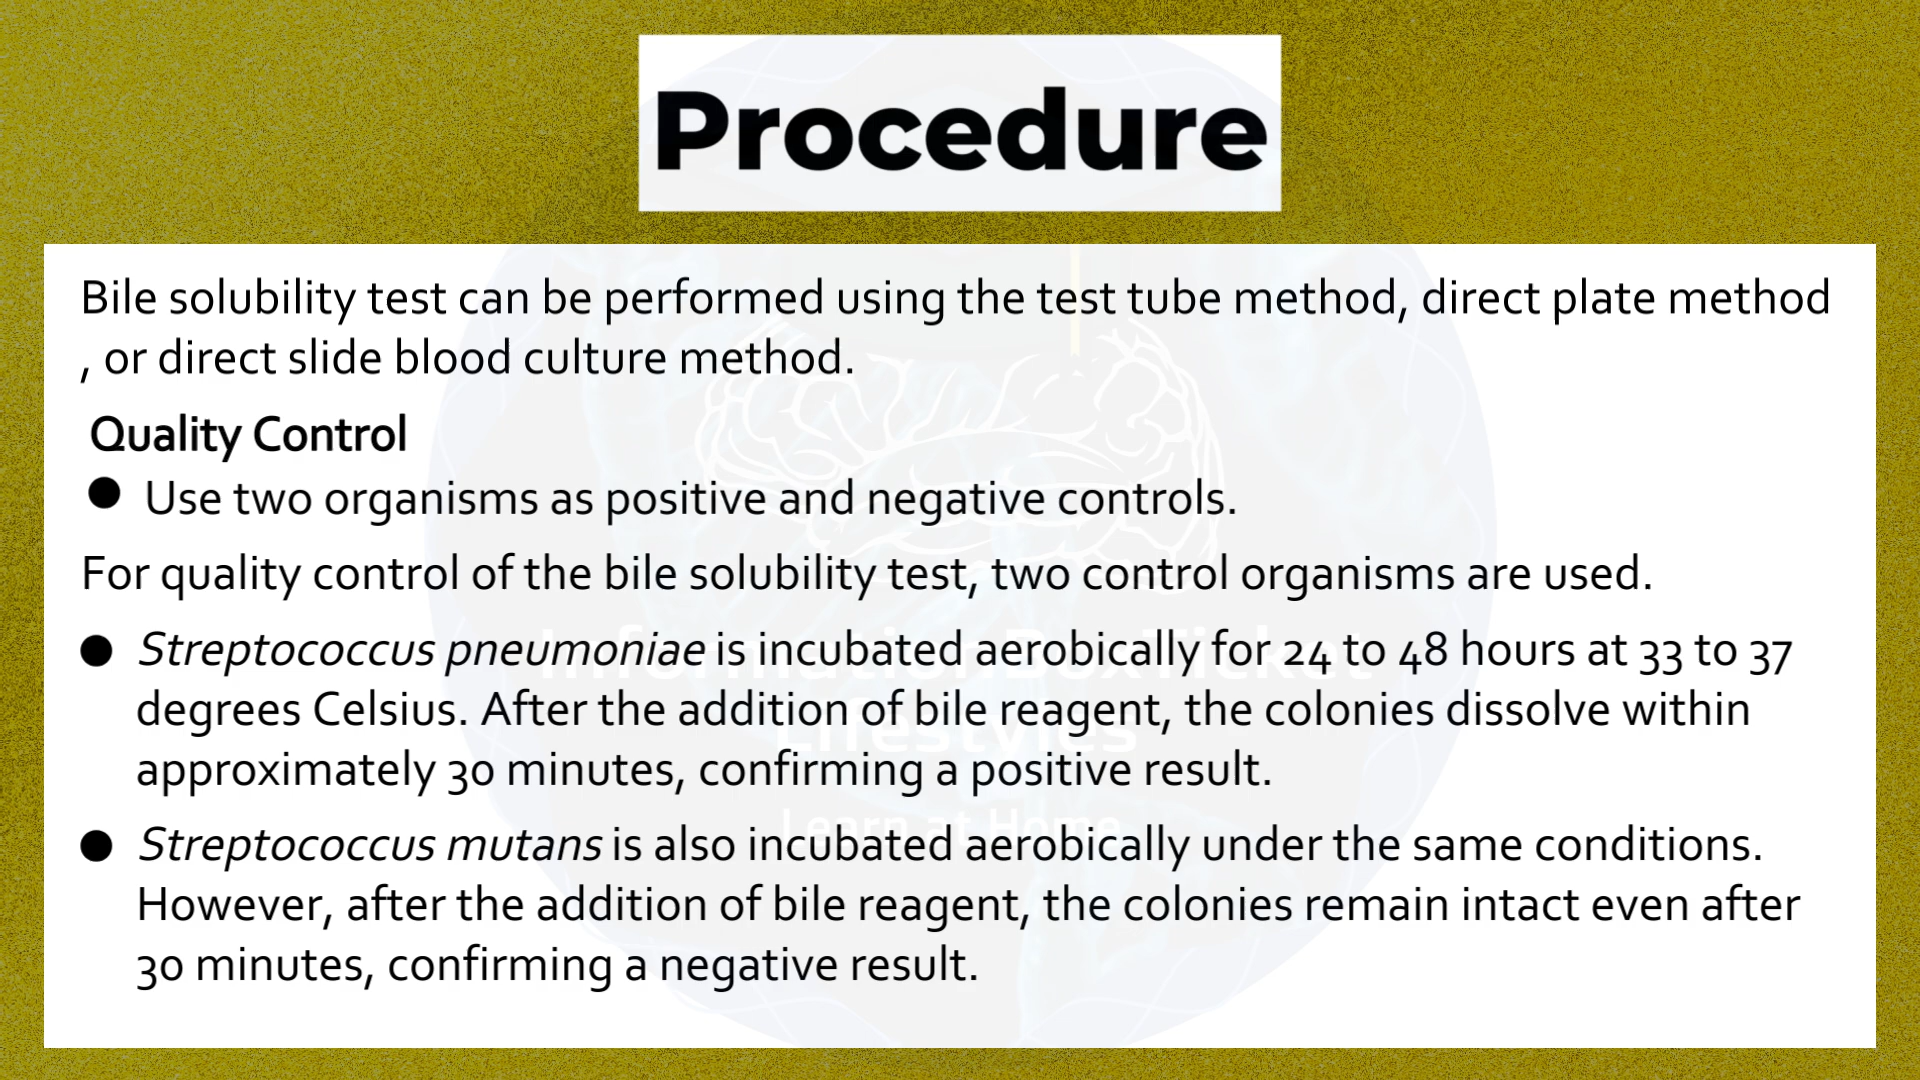 Procedure
Bile solubility test can be performed using the test tube method, direct plate method
, or direct slide blood culture method.
Quality Control
● Use two organisms as positive and negative controls.
For quality control of the bile solubility test, two control organisms are used.
● Streptococcus pneumoniae is incubated aerobically for 24 to 48 hours at 33 to 37
degrees Celsius. After the addition of bile reagent, the colonies dissolve within
approximately 30 minutes, confirming a positive result.
● Streptococcus mutans is also incubated aerobically under the same conditions.
However, after the addition of bile reagent, the colonies remain intact even after
30 minutes, confirming a negative result.
Lifestyles
Learn at Home